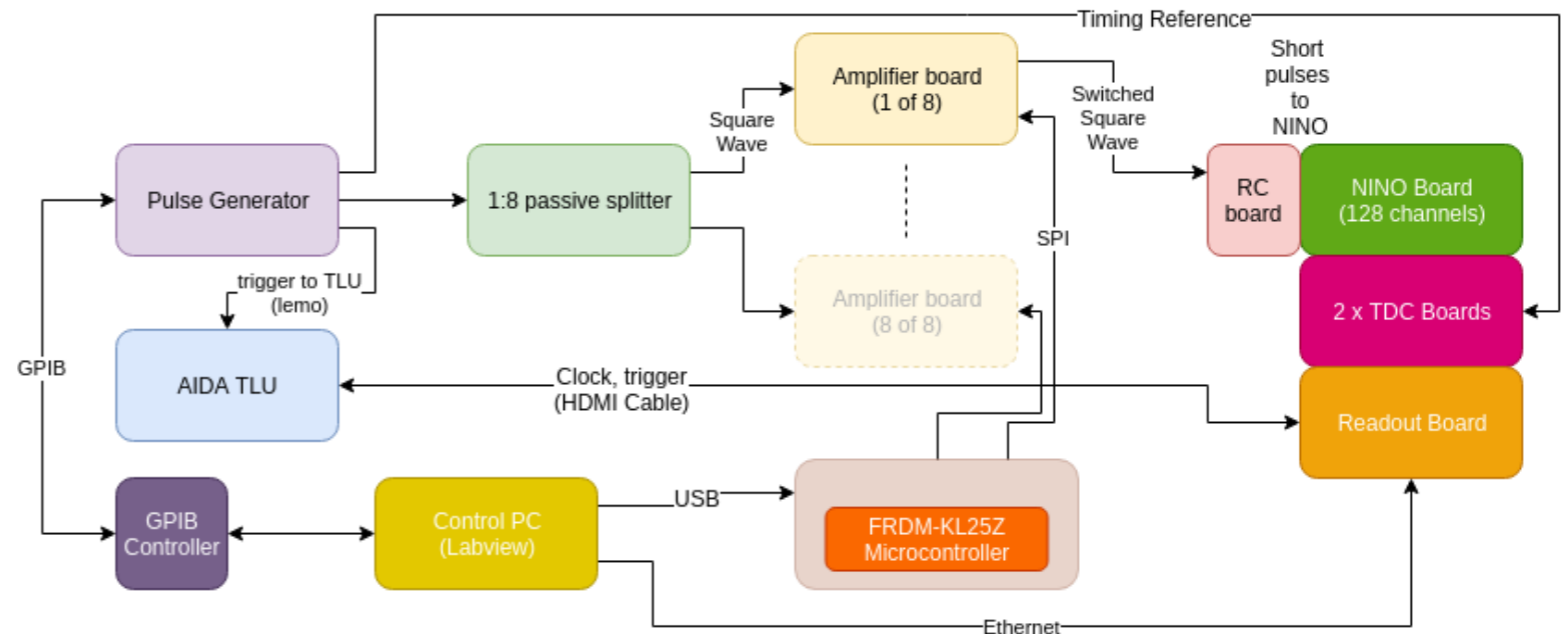 Timing Reference
Short
pulses
to
NINO
Amplifier board
(1 of 8)
Switched
Square
Wave
Square
Wave
Pulse Generator
1:8 passive splitter
RC
board
NINO Board
(128 channels)
SPI
trigger to TLU
(lemo)
Amplifier board
(8 of 8)
2 x TDC Boards
GPIB
AIDA TLU
Clock, trigger
(HDMI Cable)
Readout Board
GPIB
Controller
Control PC
(Labview)
USB
FRDM-KL25Z
Microcontroller
Ethernet